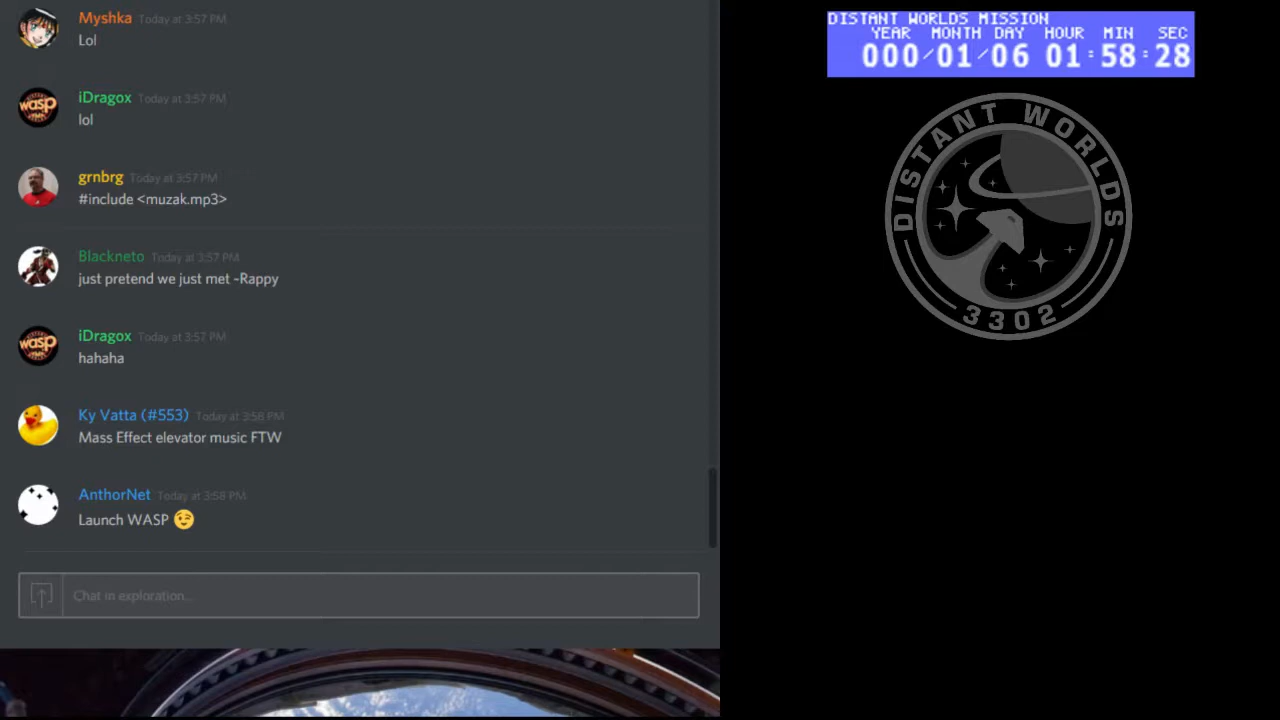 Myshka Today at 3:57 PM
Lol
iDragox Today at 3:57 PM
lol
grnbrg Today at 3:57 PM
#include <muzak.mp3>
Blackneto Today at 3:57 PM
just pretend we just met ~Rappy
iDragox Today at 3:57 PM
hahaha
Ky Vatta (#553) Today at 3:58 PM
Mass Effect elevator music FTW
AnthorNet Today at 3:58 PM
Launch WASP 😉
Chat in exploration...
wasp
wasp
DISTANT WORLDS MISSION
YEAR MONTH DAY HOUR MIN SEC
000/01/06 01:58:28
DISTANT WORLDS
3302